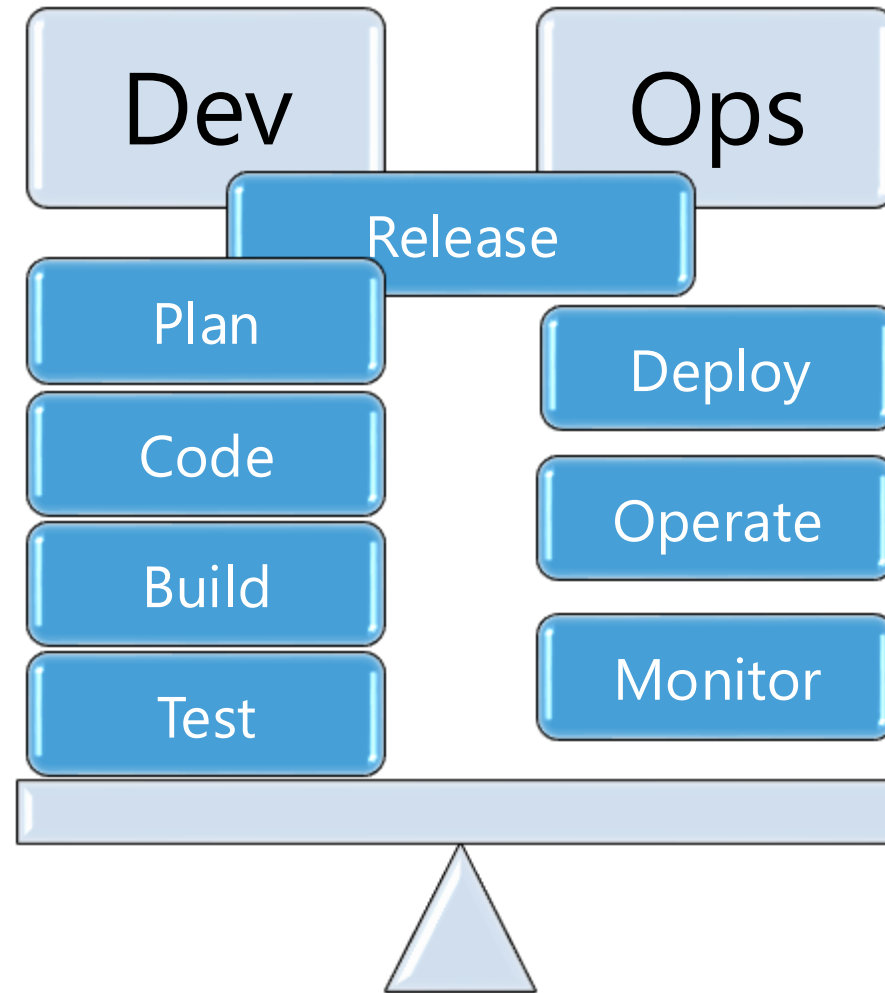 Dev
Ops
Release
Plan
Deploy
Code
Operate
Build
Monitor
Test